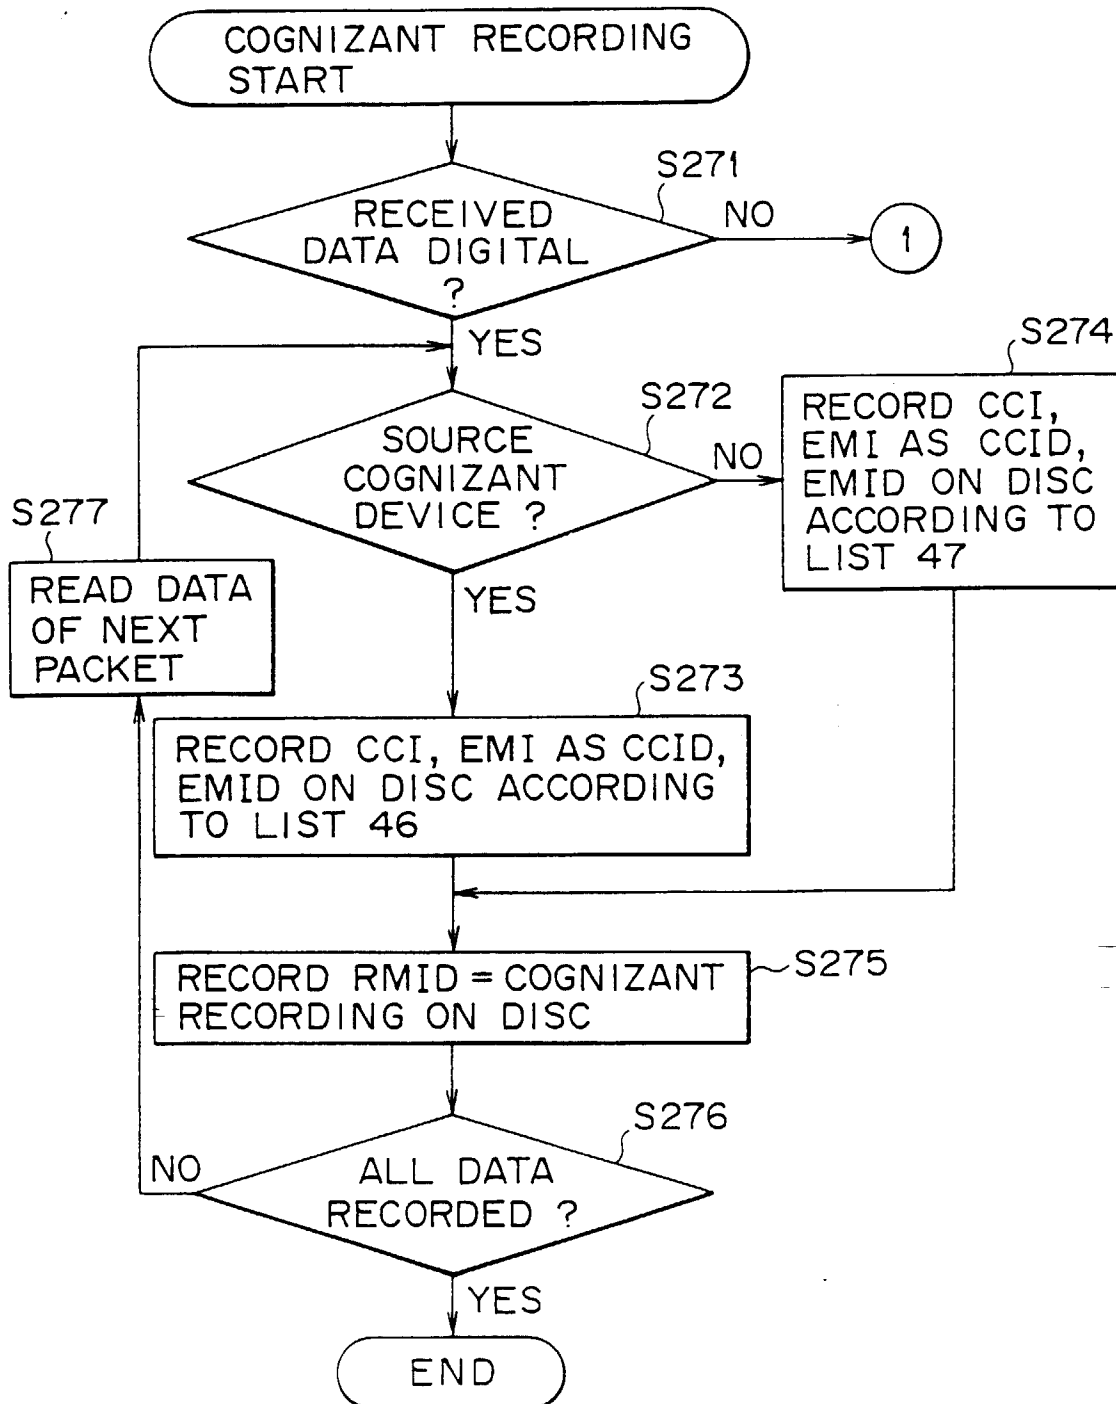 COGNIZANT RECORDING
START
S271
RECEIVED
DATA DIGITAL
?
NO
1
YES
S272
SOURCE
COGNIZANT
DEVICE ?
NO
S274
RECORD CCI,
EMI AS CCID,
EMID ON DISC
ACCORDING TO
LIST 47
S277
READ DATA
OF NEXT
PACKET
YES
S273
RECORD CCI, EMI AS CCID,
EMID ON DISC ACCORDING
TO LIST 46
S275
RECORD RMID = COGNIZANT
RECORDING ON DISC
S276
ALL DATA
RECORDED ?
NO
YES
END